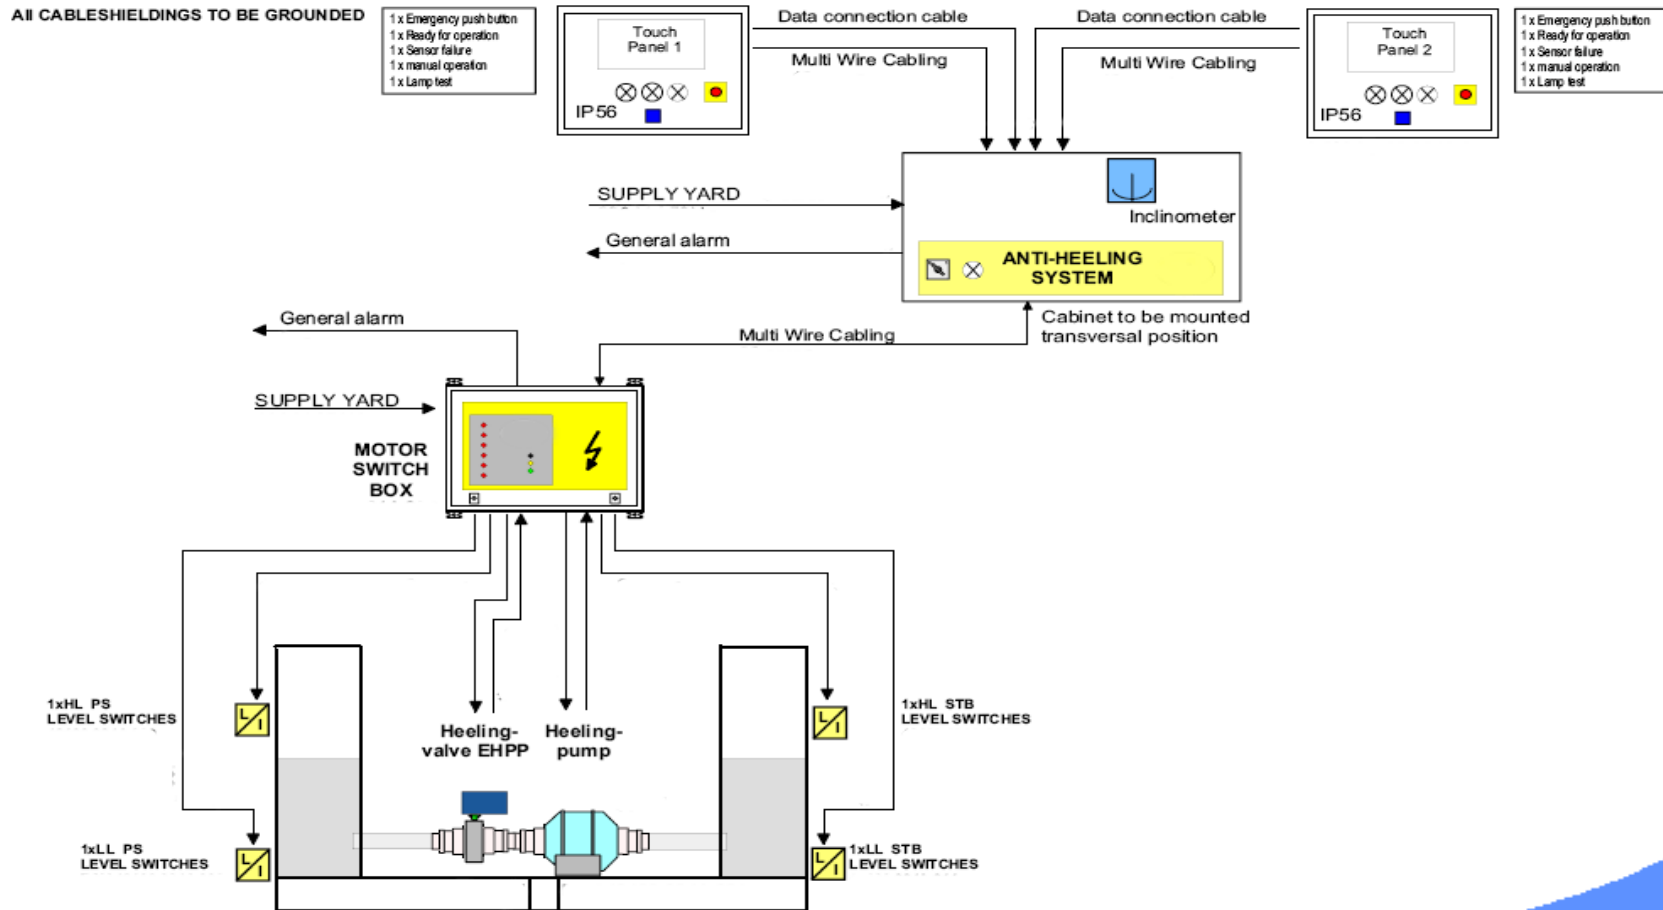 All CABLESHIELDINGS TO BE GROUNDED
1 x Emergency push button
1 x Ready for operation
1 x Sensor failure
1 x manual operation
1 x Lamp test
Touch
Panel 1
IP56
Data connection cable
Multi Wire Cabling
Data connection cable
Multi Wire Cabling
Touch
Panel 2
IP56
1 x Emergency push button
1 x Ready for operation
1 x Sensor failure
1 x manual operation
1 x Lamp test
SUPPLY YARD
General alarm
Inclinometer
ANTI-HEELING
SYSTEM
Cabinet to be mounted
transversal position
General alarm
Multi Wire Cabling
SUPPLY YARD
MOTOR
SWITCH
BOX
1xHL PS
LEVEL SWITCHES
L/I
Heeling-
valve EHPP
Heeling-
pump
L/I
1xHL STB
LEVEL SWITCHES
1xLL PS
LEVEL SWITCHES
L/I
L/I
1xLL STB
LEVEL SWITCHES